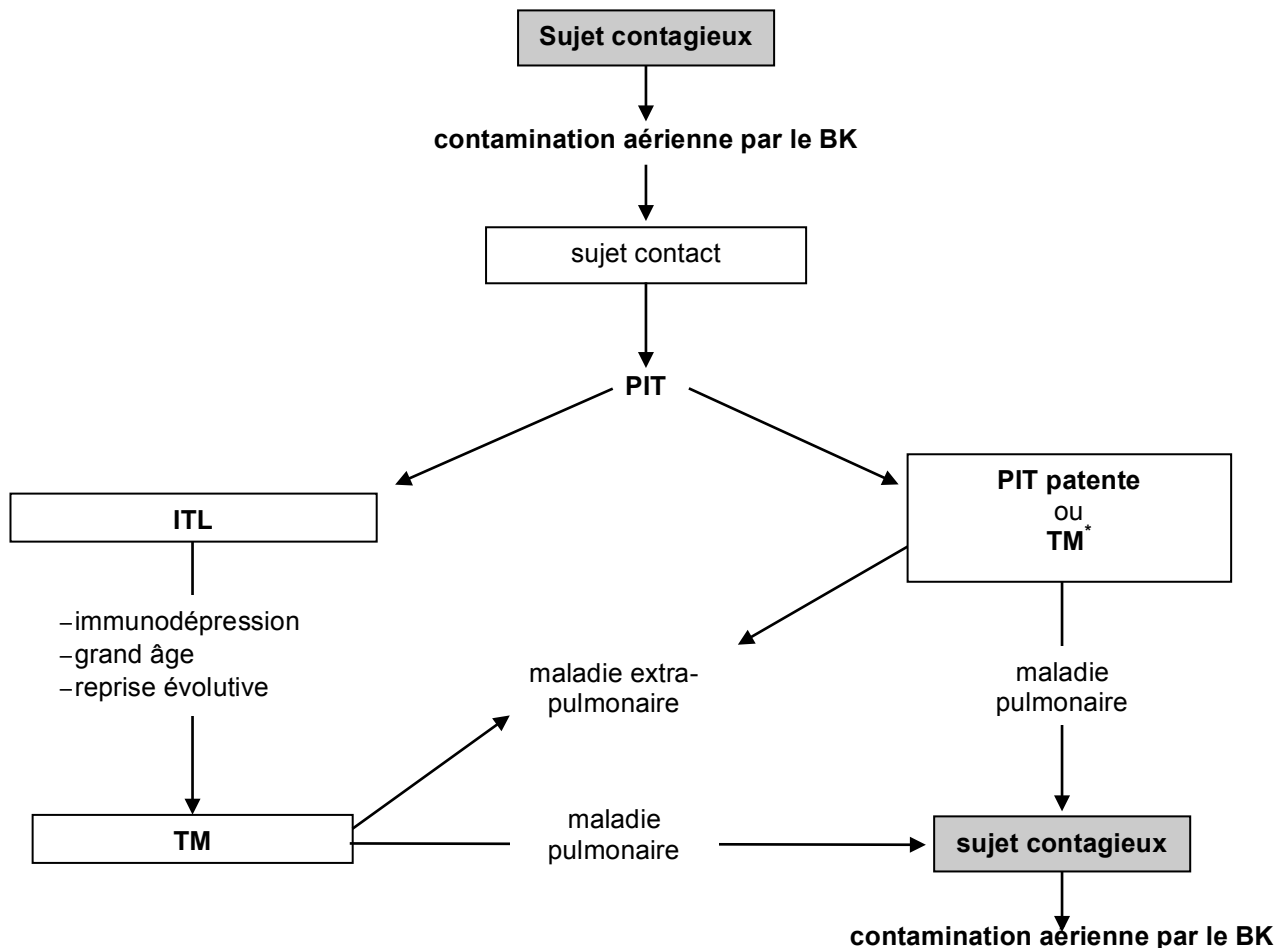 Sujet contagieux
contamination aérienne par le BK
sujet contact
PIT
ITL
PIT patente
ou
TM*
–immunodépression
–grand âge
–reprise évolutive
maladie extra-
pulmonaire
maladie
pulmonaire
TM
maladie
pulmonaire
sujet contagieux
contamination aérienne par le BK